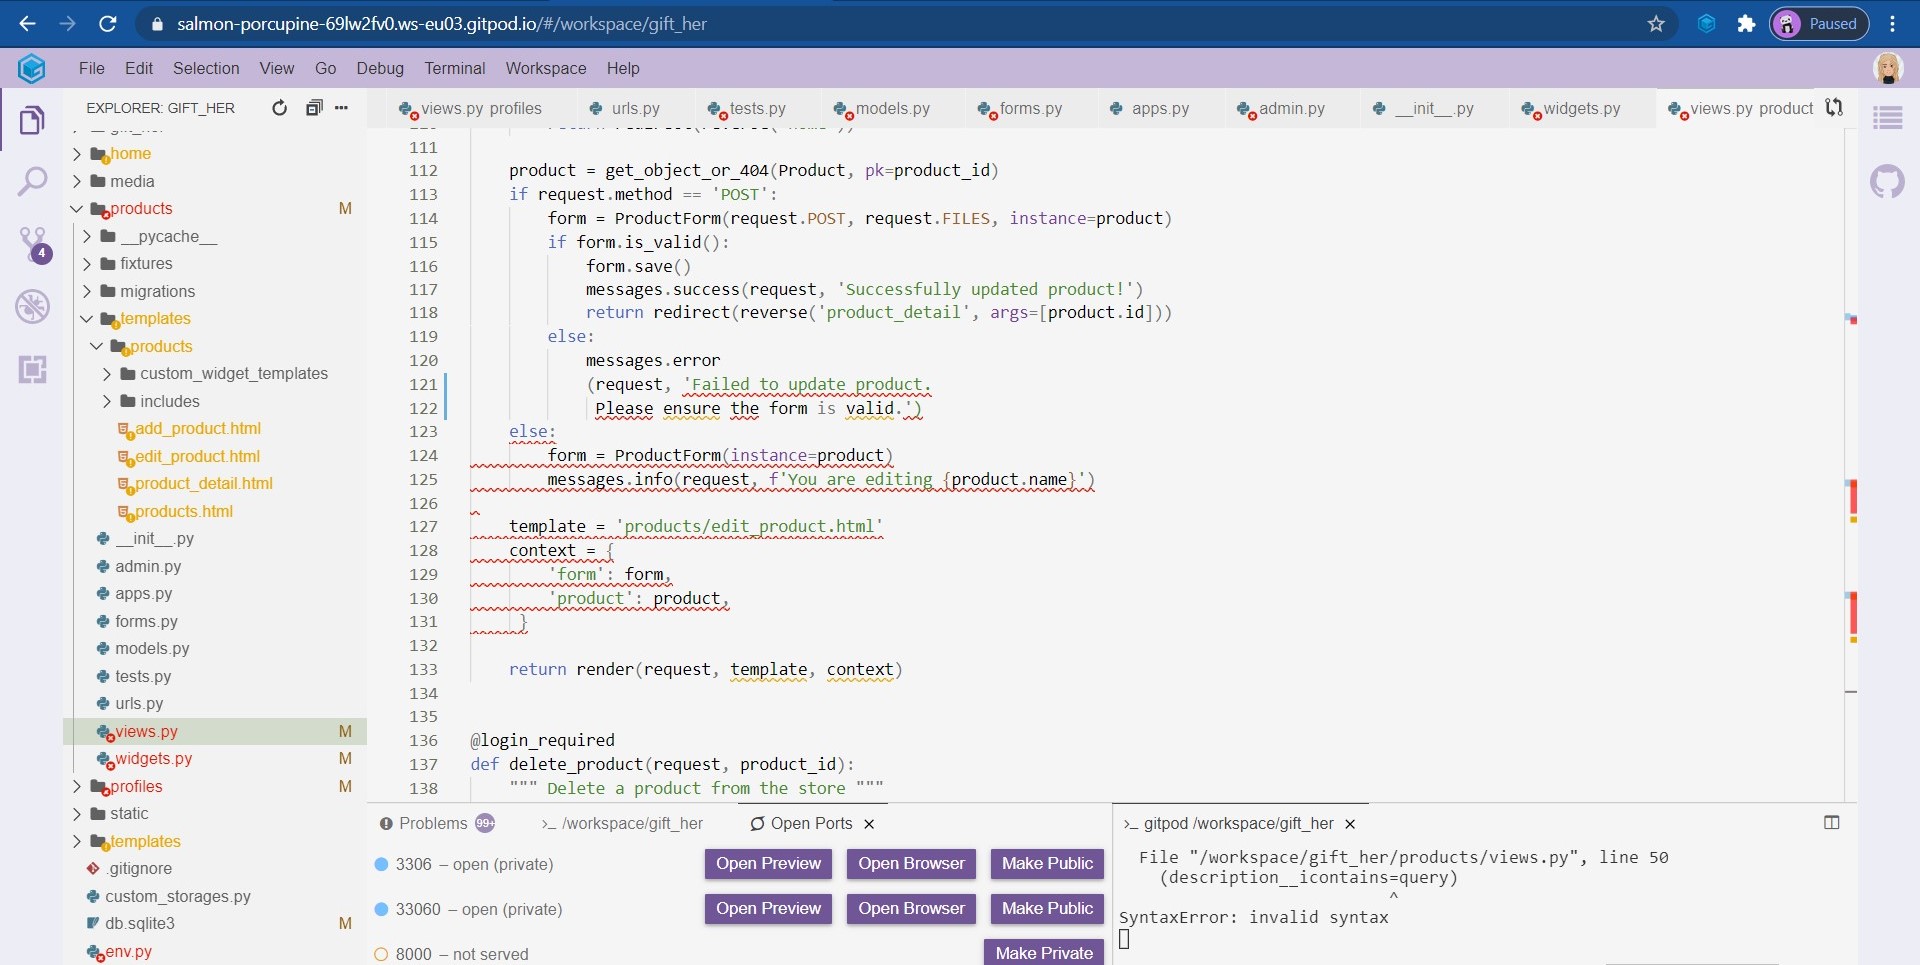 salmon-porcupine-69lw2fv0.ws-eu03.gitpod.io/#/workspace/gift_her
Paused
File Edit Selection View Go Debug Terminal Workspace Help
EXPLORER: GIFT_HER
home
media
products M
__pycache__
fixtures
migrations
templates
products
custom_widget_templates
includes
add_product.html
edit_product.html
product_detail.html
products.html
__init__.py
admin.py
apps.py
forms.py
models.py
tests.py
urls.py
views.py M
widgets.py M
profiles M
static
templates
.gitignore
custom_storages.py
db.sqlite3 M
env.py
4
views.py profiles urls.py tests.py models.py forms.py apps.py admin.py __init__.py widgets.py views.py product
111
112 product = get_object_or_404(Product, pk=product_id)
113 if request.method == 'POST':
114 form = ProductForm(request.POST, request.FILES, instance=product)
115 if form.is_valid():
116 form.save()
117 messages.success(request, 'Successfully updated product!')
118 return redirect(reverse('product_detail', args=[product.id]))
119 else:
120 messages.error
121 (request, 'Failed to update product.
122 Please ensure the form is valid.')
123 else:
124 form = ProductForm(instance=product)
125 messages.info(request, f'You are editing {product.name}')
126
127 template = 'products/edit_product.html'
128 context = {
129 'form': form,
130 'product': product,
131 }
132
133 return render(request, template, context)
134
135
136 @login_required
137 def delete_product(request, product_id):
138 """ Delete a product from the store """
Problems 99+ >_ /workspace/gift_her Open Ports ×
3306 – open (private) Open Preview Open Browser Make Public
33060 – open (private) Open Preview Open Browser Make Public
8000 – not served Make Private
>_ gitpod /workspace/gift_her ×
File "/workspace/gift_her/products/views.py", line 50
(description__icontains=query)
^
SyntaxError: invalid syntax